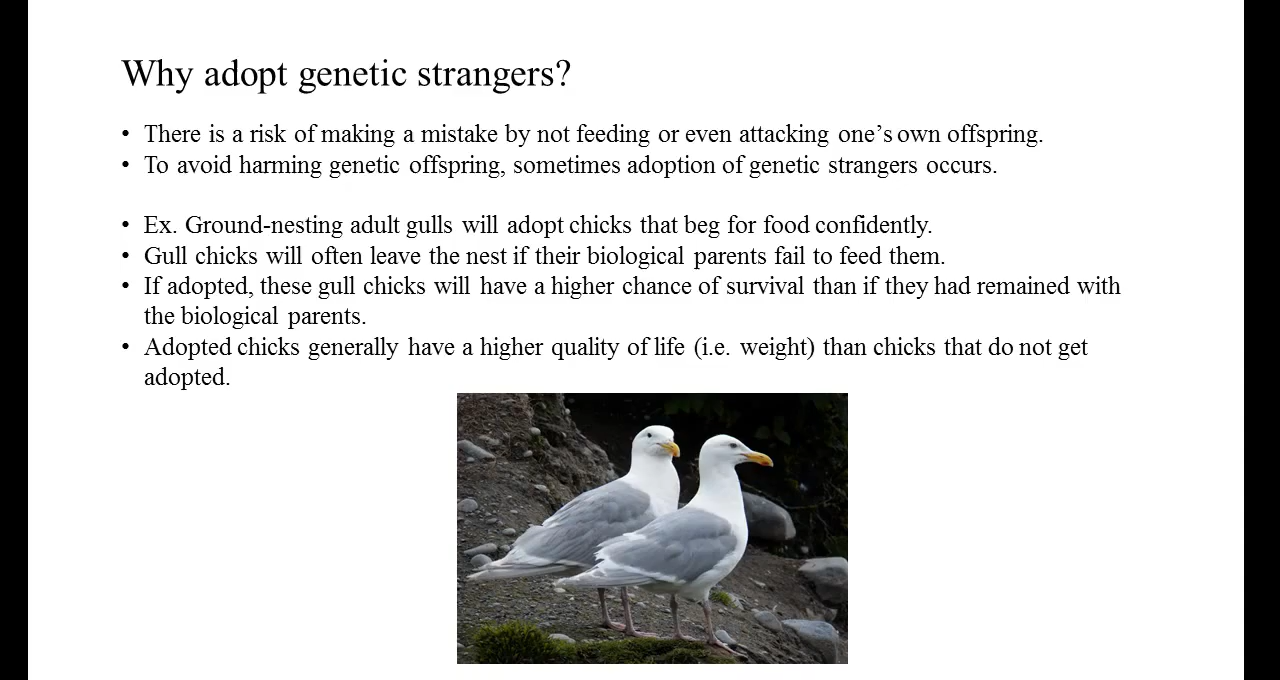 Why adopt genetic strangers?
• There is a risk of making a mistake by not feeding or even attacking one’s own offspring.
• To avoid harming genetic offspring, sometimes adoption of genetic strangers occurs.
• Ex. Ground-nesting adult gulls will adopt chicks that beg for food confidently.
• Gull chicks will often leave the nest if their biological parents fail to feed them.
• If adopted, these gull chicks will have a higher chance of survival than if they had remained with
the biological parents.
• Adopted chicks generally have a higher quality of life (i.e. weight) than chicks that do not get
adopted.